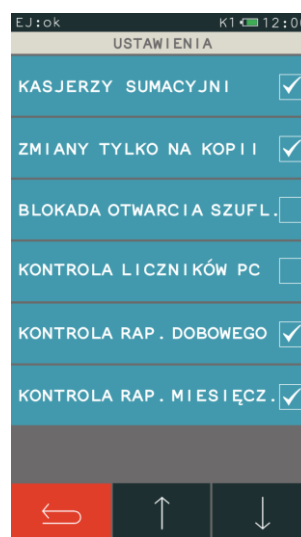 EJ:ok K1 12:00
USTAWIENIA
KASJERZY SUMACYJNI
ZMIANY TYLKO NA KOPII
BLOKADA OTWARCIA SZUFL.
KONTROLA LICZNIKÓW PC
KONTROLA RAP. DOBOWEGO
KONTROLA RAP. MIESIĘCZ.